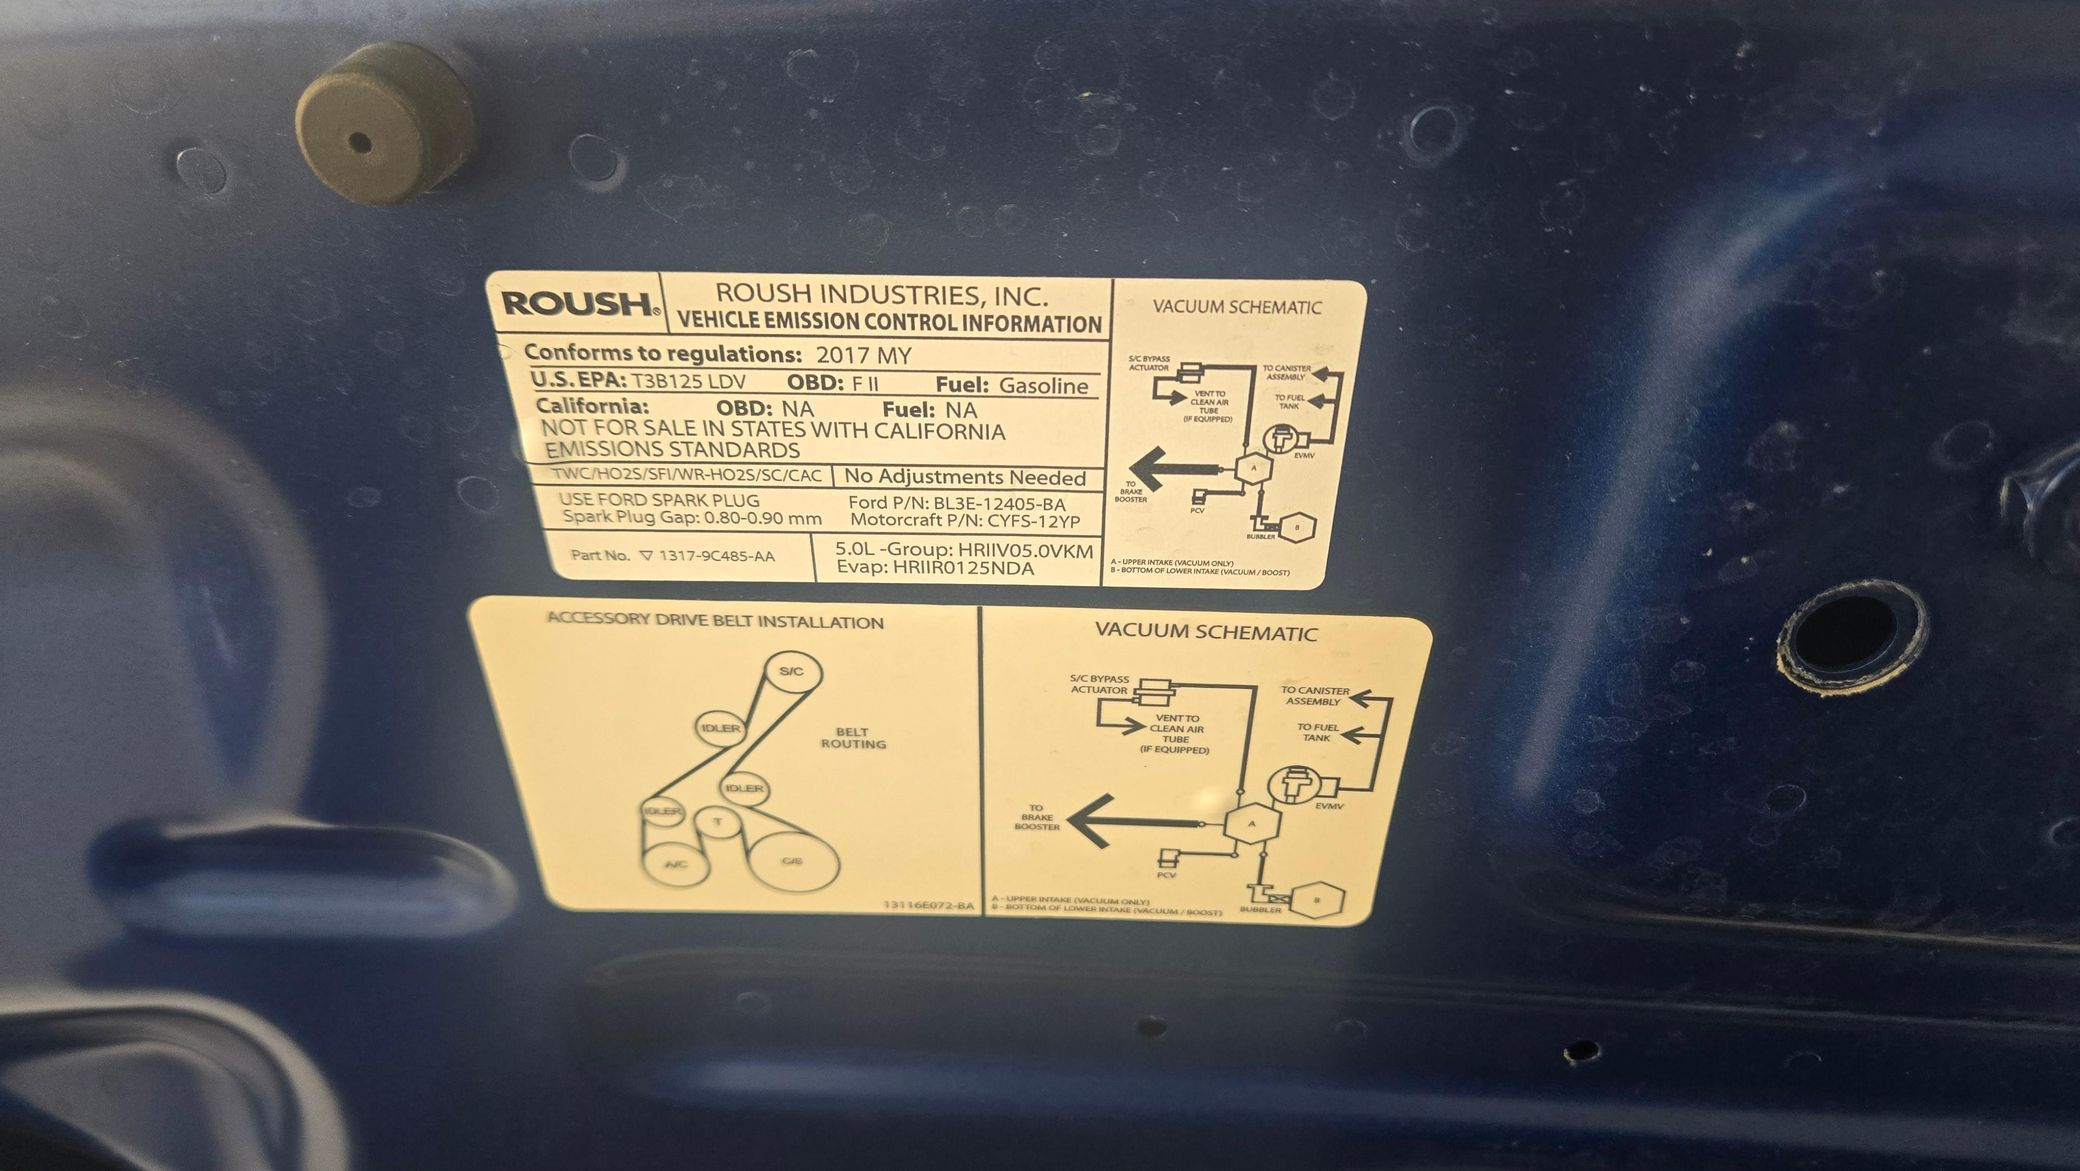 ROUSH®
ROUSH INDUSTRIES, INC.
VEHICLE EMISSION CONTROL INFORMATION
Conforms to regulations: 2017 MY
U.S. EPA: T3B125 LDV OBD: F II Fuel: Gasoline
California: OBD: NA Fuel: NA
NOT FOR SALE IN STATES WITH CALIFORNIA
EMISSIONS STANDARDS
TWC/HO2S/SFI/WR-HO2S/SC/CAC No Adjustments Needed
USE FORD SPARK PLUG Ford P/N: BL3E-12405-BA
Spark Plug Gap: 0.80-0.90 mm Motorcraft P/N: CYFS-12YP
Part No. ▽ 1317-9C485-AA
5.0L -Group: HRIIV05.0VKM
Evap: HRIIR0125NDA
VACUUM SCHEMATIC
S/C BYPASS
ACTUATOR
VENT TO
CLEAN AIR
TUBE
(IF EQUIPPED)
TO CANISTER
ASSEMBLY
TO FUEL
TANK
EVMV
A
TO
BRAKE
BOOSTER
PCV
BUBBLER
B
A - UPPER INTAKE (VACUUM ONLY)
B - BOTTOM OF LOWER INTAKE (VACUUM / BOOST)
ACCESSORY DRIVE BELT INSTALLATION
S/C
IDLER
BELT
ROUTING
IDLER
IDLER
T
A/C
C/S
13116E072-BA
VACUUM SCHEMATIC
S/C BYPASS
ACTUATOR
VENT TO
CLEAN AIR
TUBE
(IF EQUIPPED)
TO CANISTER
ASSEMBLY
TO FUEL
TANK
EVMV
TO
BRAKE
BOOSTER
A
PCV
BUBBLER
B
A - UPPER INTAKE (VACUUM ONLY)
B - BOTTOM OF LOWER INTAKE (VACUUM / BOOST)